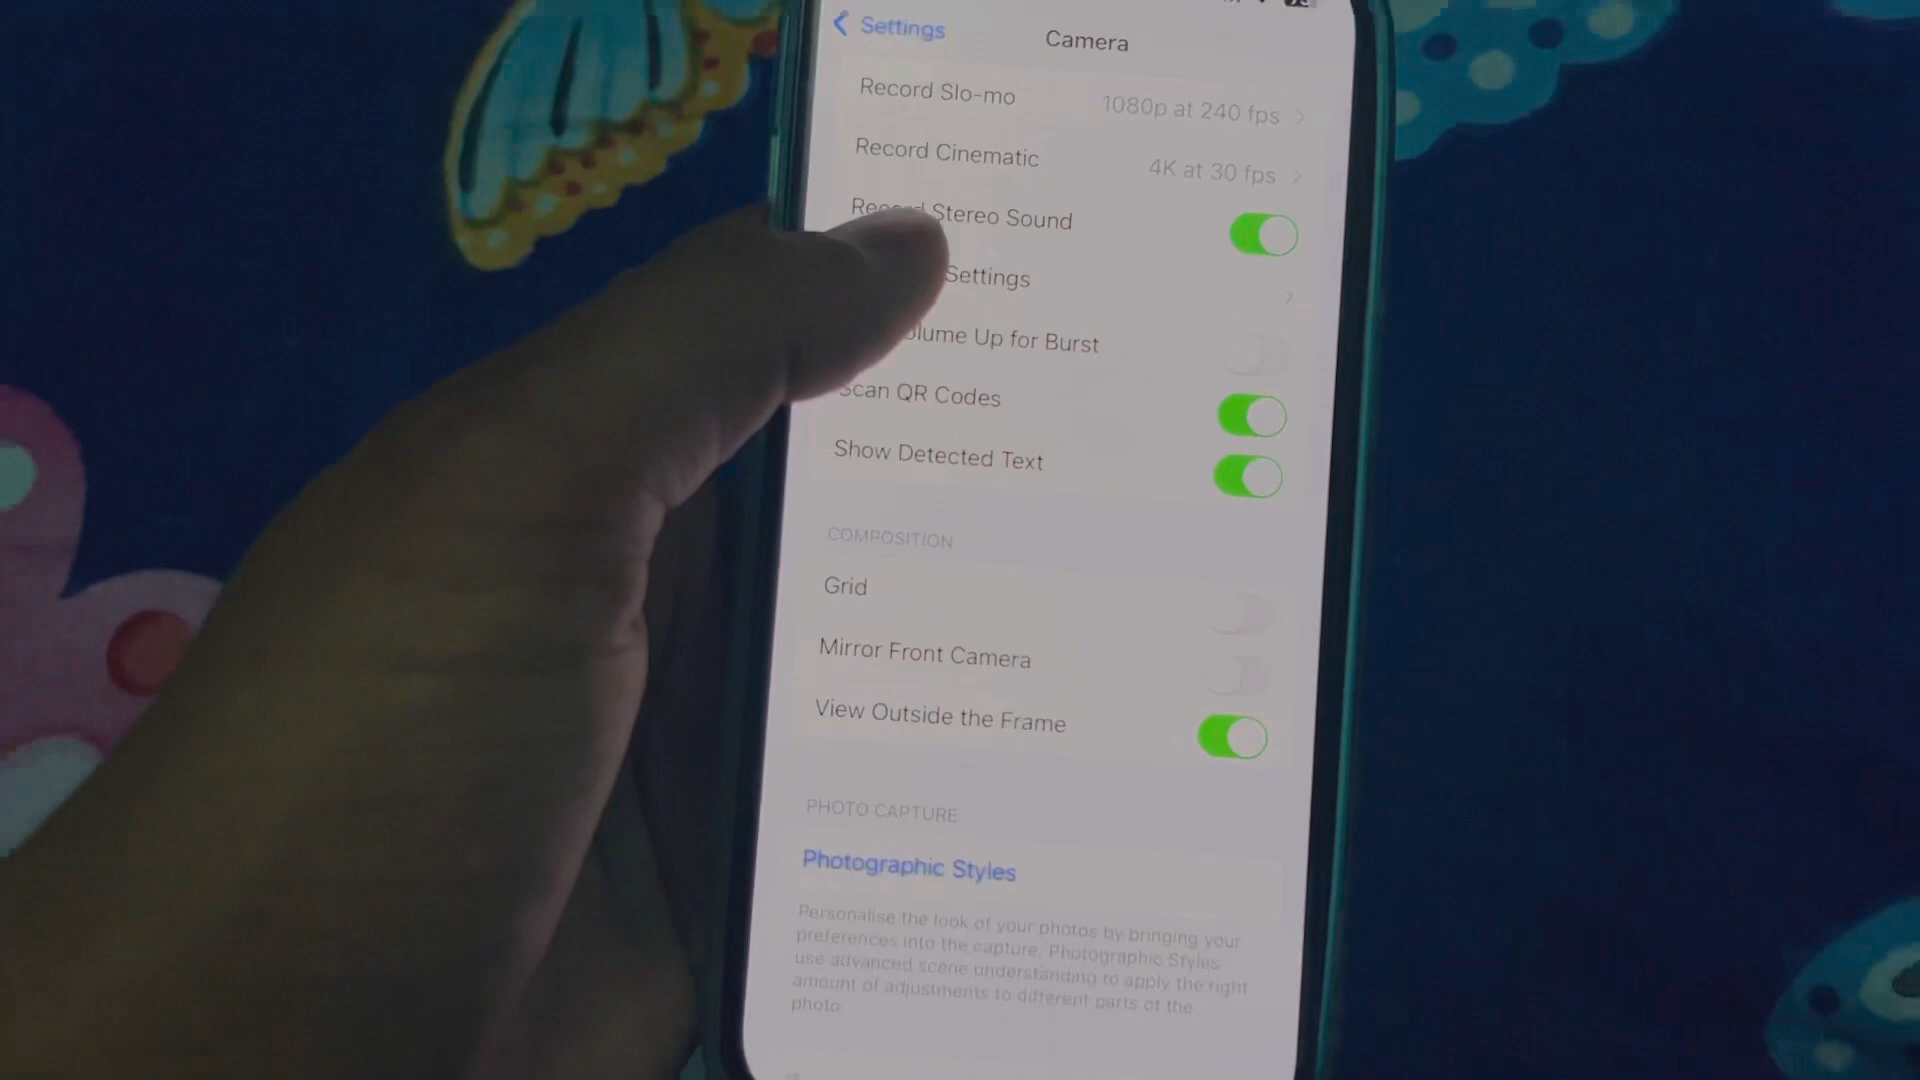 Settings
Camera
Record Slo-mo
1080p at 240 fps
Record Cinematic
4K at 30 fps
Record Stereo Sound
Settings
Up for Burst
Scan QR Codes
Show Detected Text
COMPOSITION
Grid
Mirror Front Camera
View Outside the Frame
PHOTO CAPTURE
Photographic Styles
Personalise the look of your photos by bringing your
preferences into the capture. Photographic Styles
use advanced scene understanding to apply the right
amount of adjustments to different parts of the
photo.